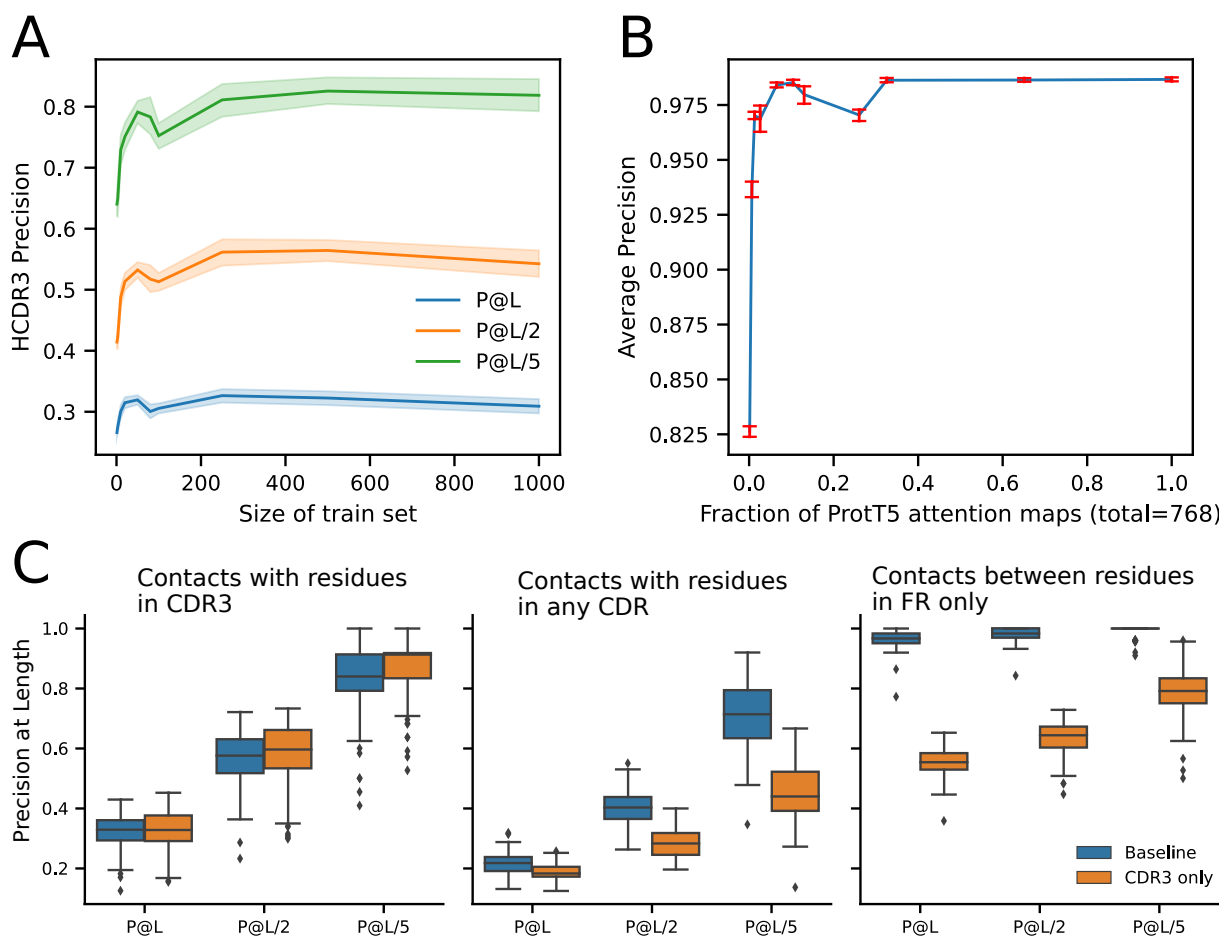 A
HCDR3 Precision
0.8
0.7
0.6
0.5
0.4
0.3
P@L
P@L/2
P@L/5
0
200
400
600
800
1000
Size of train set
B
Average Precision
0.975
0.950
0.925
0.900
0.875
0.850
0.825
0.0
0.2
0.4
0.6
0.8
1.0
Fraction of ProtT5 attention maps (total=768)
C
Contacts with residues
in CDR3
Precision at Length
1.0
0.8
0.6
0.4
0.2
P@L
P@L/2
P@L/5
Contacts with residues
in any CDR
P@L
P@L/2
P@L/5
Contacts between residues
in FR only
Baseline
CDR3 only
P@L
P@L/2
P@L/5